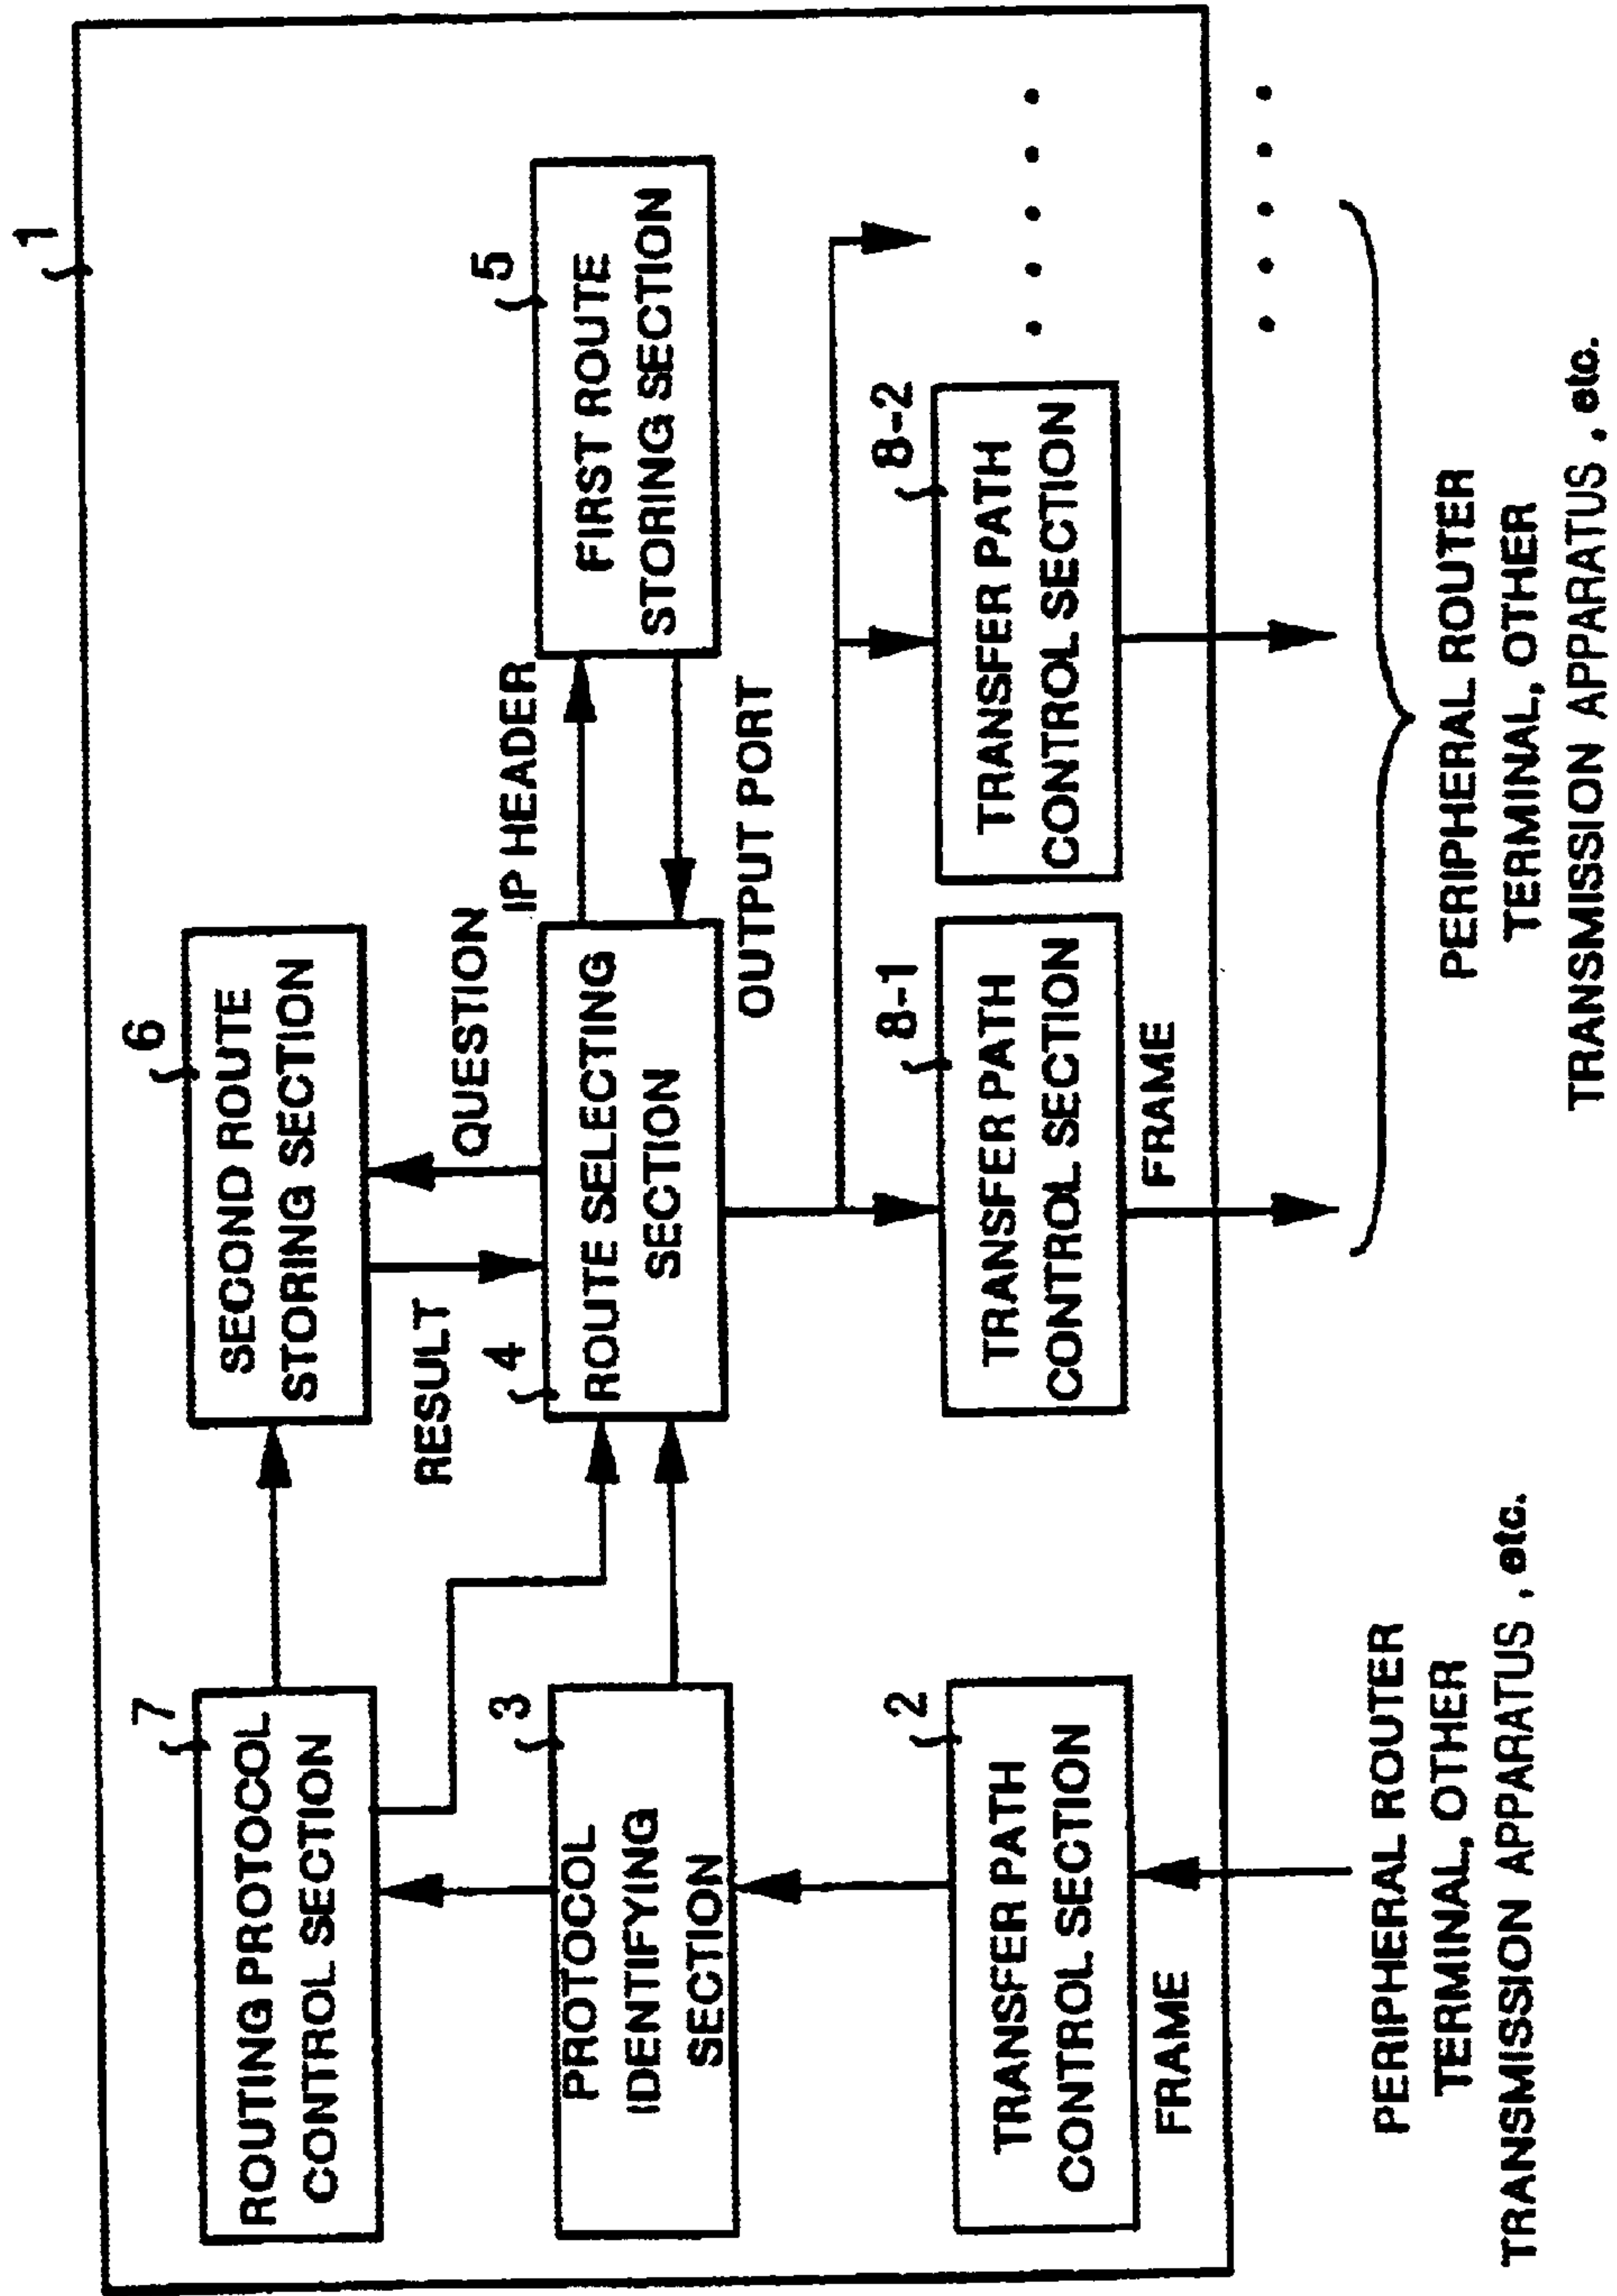 1
7
ROUTING PROTOCOL
CONTROL SECTION
6
SECOND ROUTE
STORING SECTION
RESULT
QUESTION
3
PROTOCOL
IDENTIFYING
SECTION
4
ROUTE SELECTING
SECTION
IP HEADER
OUTPUT PORT
5
FIRST ROUTE
STORING SECTION
2
TRANSFER PATH
CONTROL SECTION
FRAME
8-1
TRANSFER PATH
CONTROL SECTION
FRAME
8-2
TRANSFER PATH
CONTROL SECTION
PERIPHERAL ROUTER
TERMINAL, OTHER
TRANSMISSION APPARATUS, etc.
PERIPHERAL ROUTER
TERMINAL, OTHER
TRANSMISSION APPARATUS, etc.